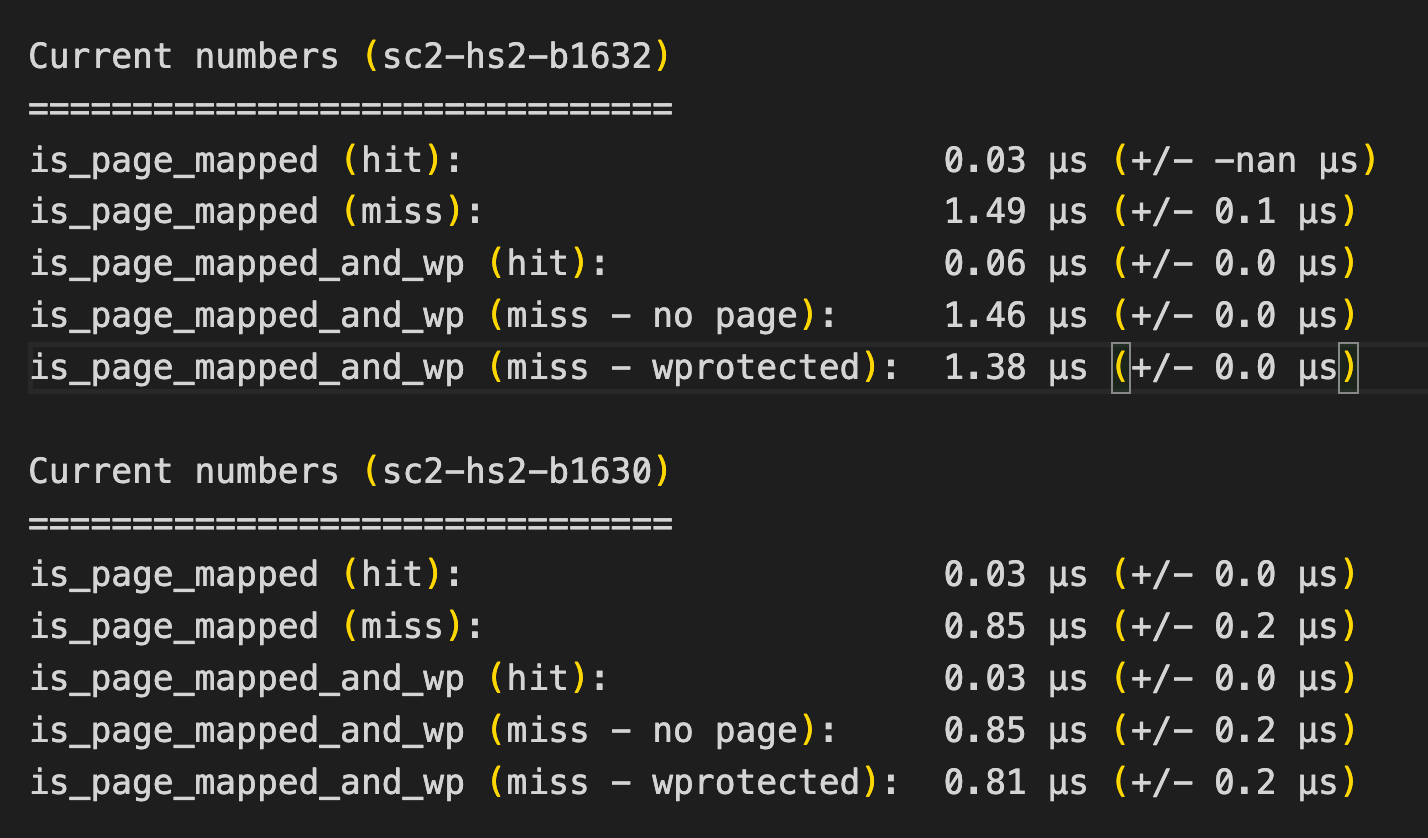 Current numbers (sc2-hs2-b1632)
===============================
is_page_mapped (hit): 0.03 µs (+/- -nan µs)
is_page_mapped (miss): 1.49 µs (+/- 0.1 µs)
is_page_mapped_and_wp (hit): 0.06 µs (+/- 0.0 µs)
is_page_mapped_and_wp (miss - no page): 1.46 µs (+/- 0.0 µs)
is_page_mapped_and_wp (miss - wprotected): 1.38 µs (+/- 0.0 µs)

Current numbers (sc2-hs2-b1630)
===============================
is_page_mapped (hit): 0.03 µs (+/- 0.0 µs)
is_page_mapped (miss): 0.85 µs (+/- 0.2 µs)
is_page_mapped_and_wp (hit): 0.03 µs (+/- 0.0 µs)
is_page_mapped_and_wp (miss - no page): 0.85 µs (+/- 0.2 µs)
is_page_mapped_and_wp (miss - wprotected): 0.81 µs (+/- 0.2 µs)